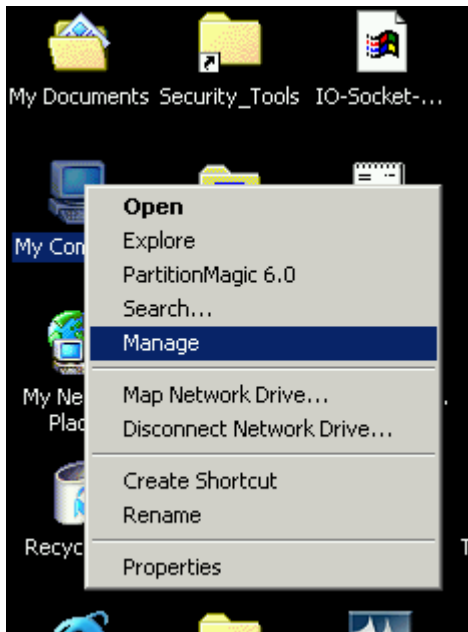 My Documents Security_Tools IO-Socket-...
My Com
Open
Explore
PartitionMagic 6.0
Search...
Manage
My Ne
Plac
Map Network Drive...
Disconnect Network Drive...
Create Shortcut
Rename
Recyc
Properties